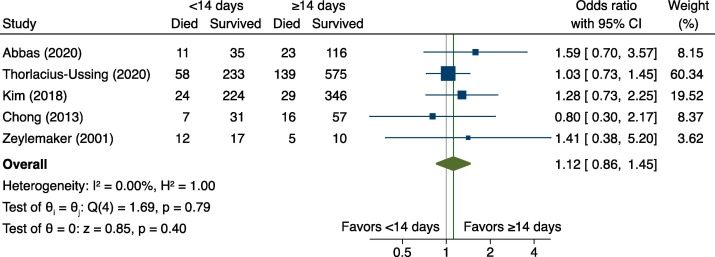 <14 days ≥14 days Odds ratio Weight
Study Died Survived Died Survived with 95% CI (%)
Abbas (2020) 11 35 23 116 1.59 [ 0.70, 3.57] 8.15
Thorlacius-Ussing (2020) 58 233 139 575 1.03 [ 0.73, 1.45] 60.34
Kim (2018) 24 224 29 346 1.28 [ 0.73, 2.25] 19.52
Chong (2013) 7 31 16 57 0.80 [ 0.30, 2.17] 8.37
Zeylemaker (2001) 12 17 5 10 1.41 [ 0.38, 5.20] 3.62
Overall 1.12 [ 0.86, 1.45]
Heterogeneity: I² = 0.00%, H² = 1.00
Test of θᵢ = θⱼ: Q(4) = 1.69, p = 0.79
Test of θ = 0: z = 0.85, p = 0.40
Favors <14 days Favors ≥14 days
0.5 1 2 4